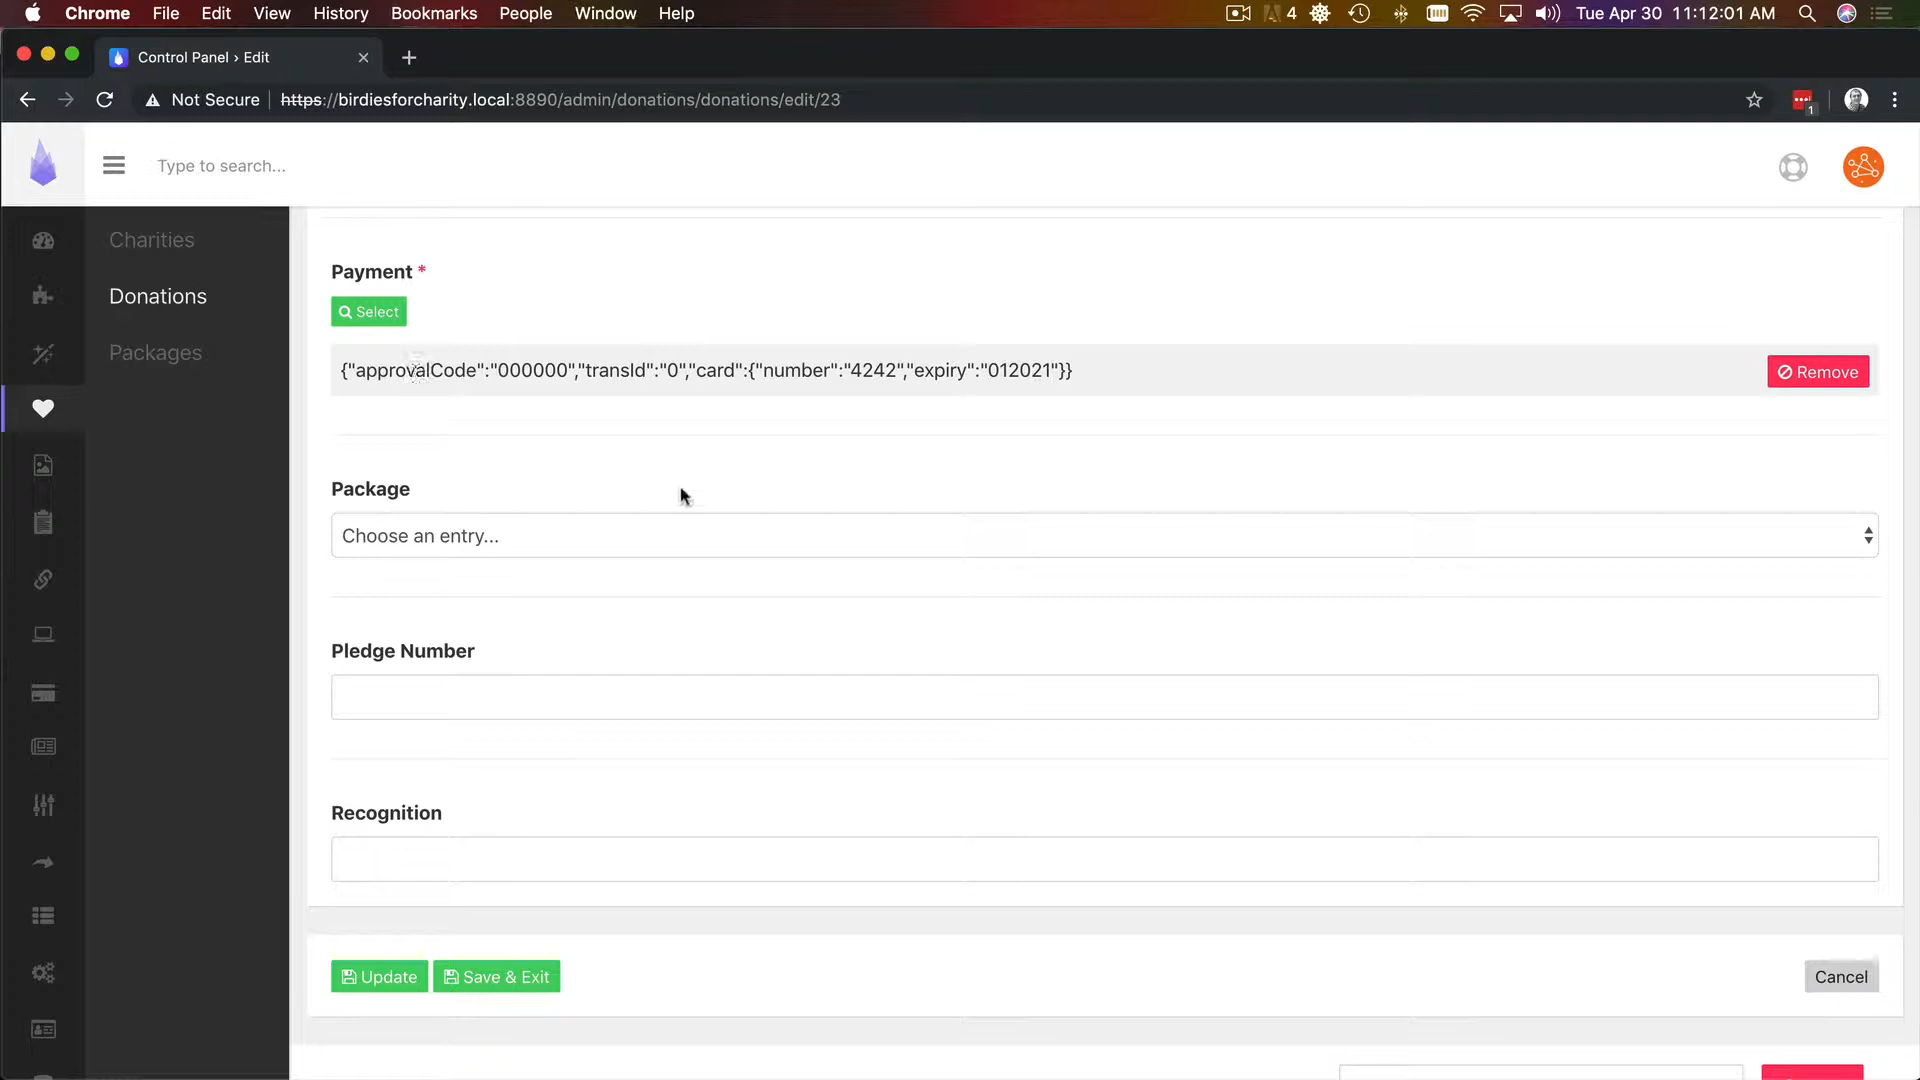 Chrome File Edit View History Bookmarks People Window Help 4 Tue Apr 30 11:12:01 AM
Control Panel › Edit
Not Secure https://birdiesforcharity.local:8890/admin/donations/donations/edit/23
1
Type to search...
Charities
Donations
Packages
Payment *
Select
{"approvalCode":"000000","transId":"0","card":{"number":"4242","expiry":"012021"}}
Remove
Package
Choose an entry...
Pledge Number
Recognition
Update
Save & Exit
Cancel